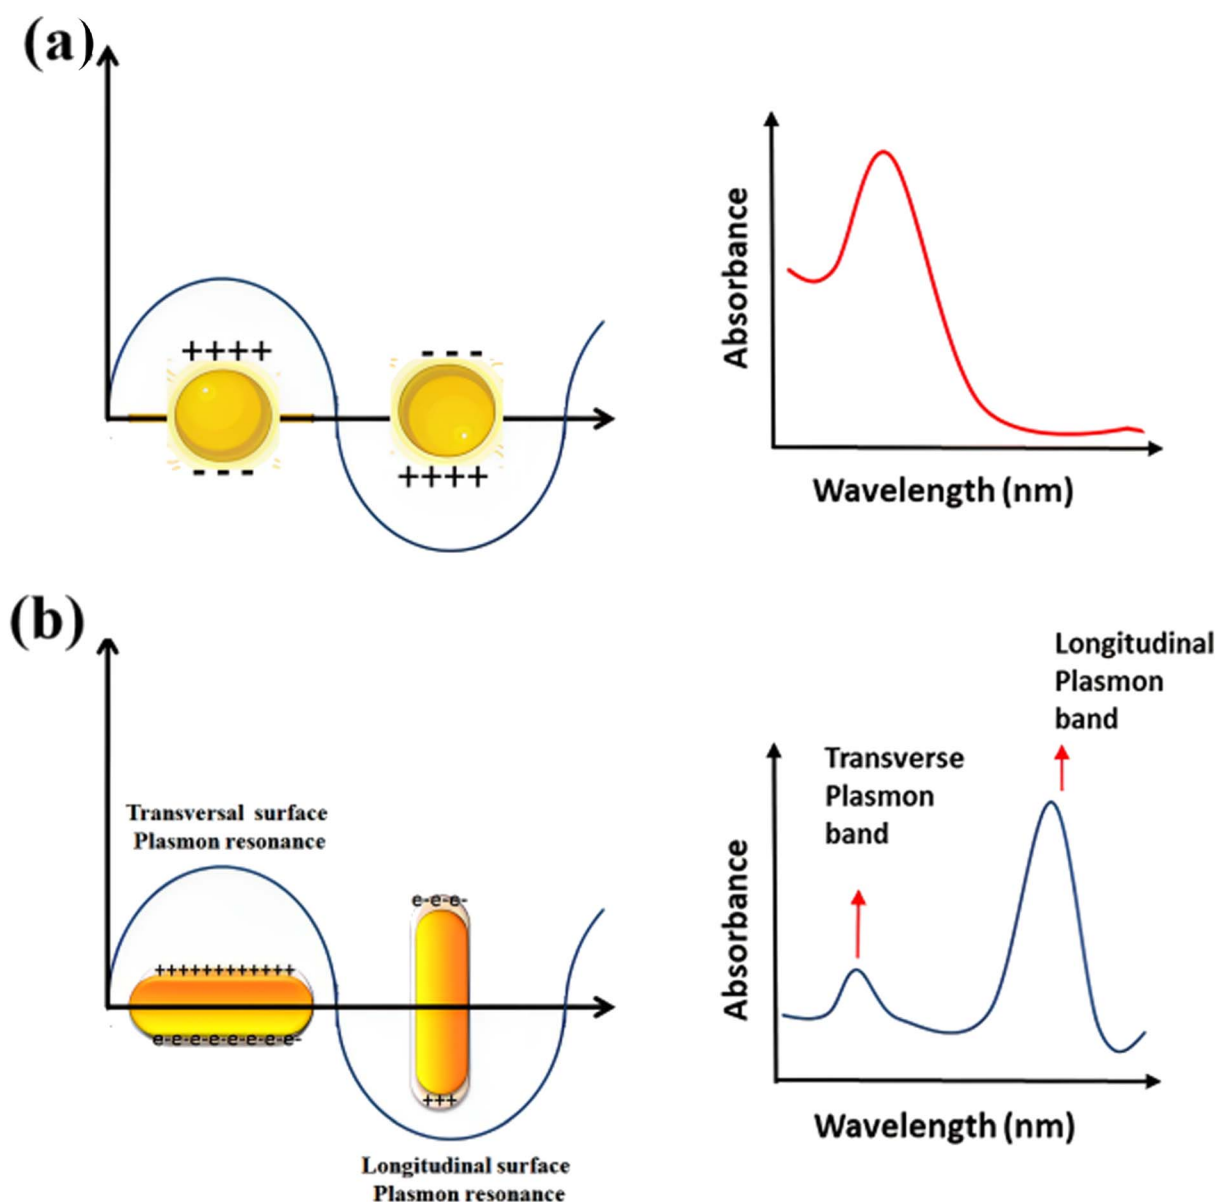 (a)
++++
- - -
- - -
++++
Absorbance
Wavelength (nm)
(b)
Transversal surface
Plasmon resonance
++++++++++++
e-e-e-e-e-e-e-e-
e-e-e-
+++
Longitudinal surface
Plasmon resonance
Longitudinal
Plasmon
band
Transverse
Plasmon
band
Absorbance
Wavelength (nm)